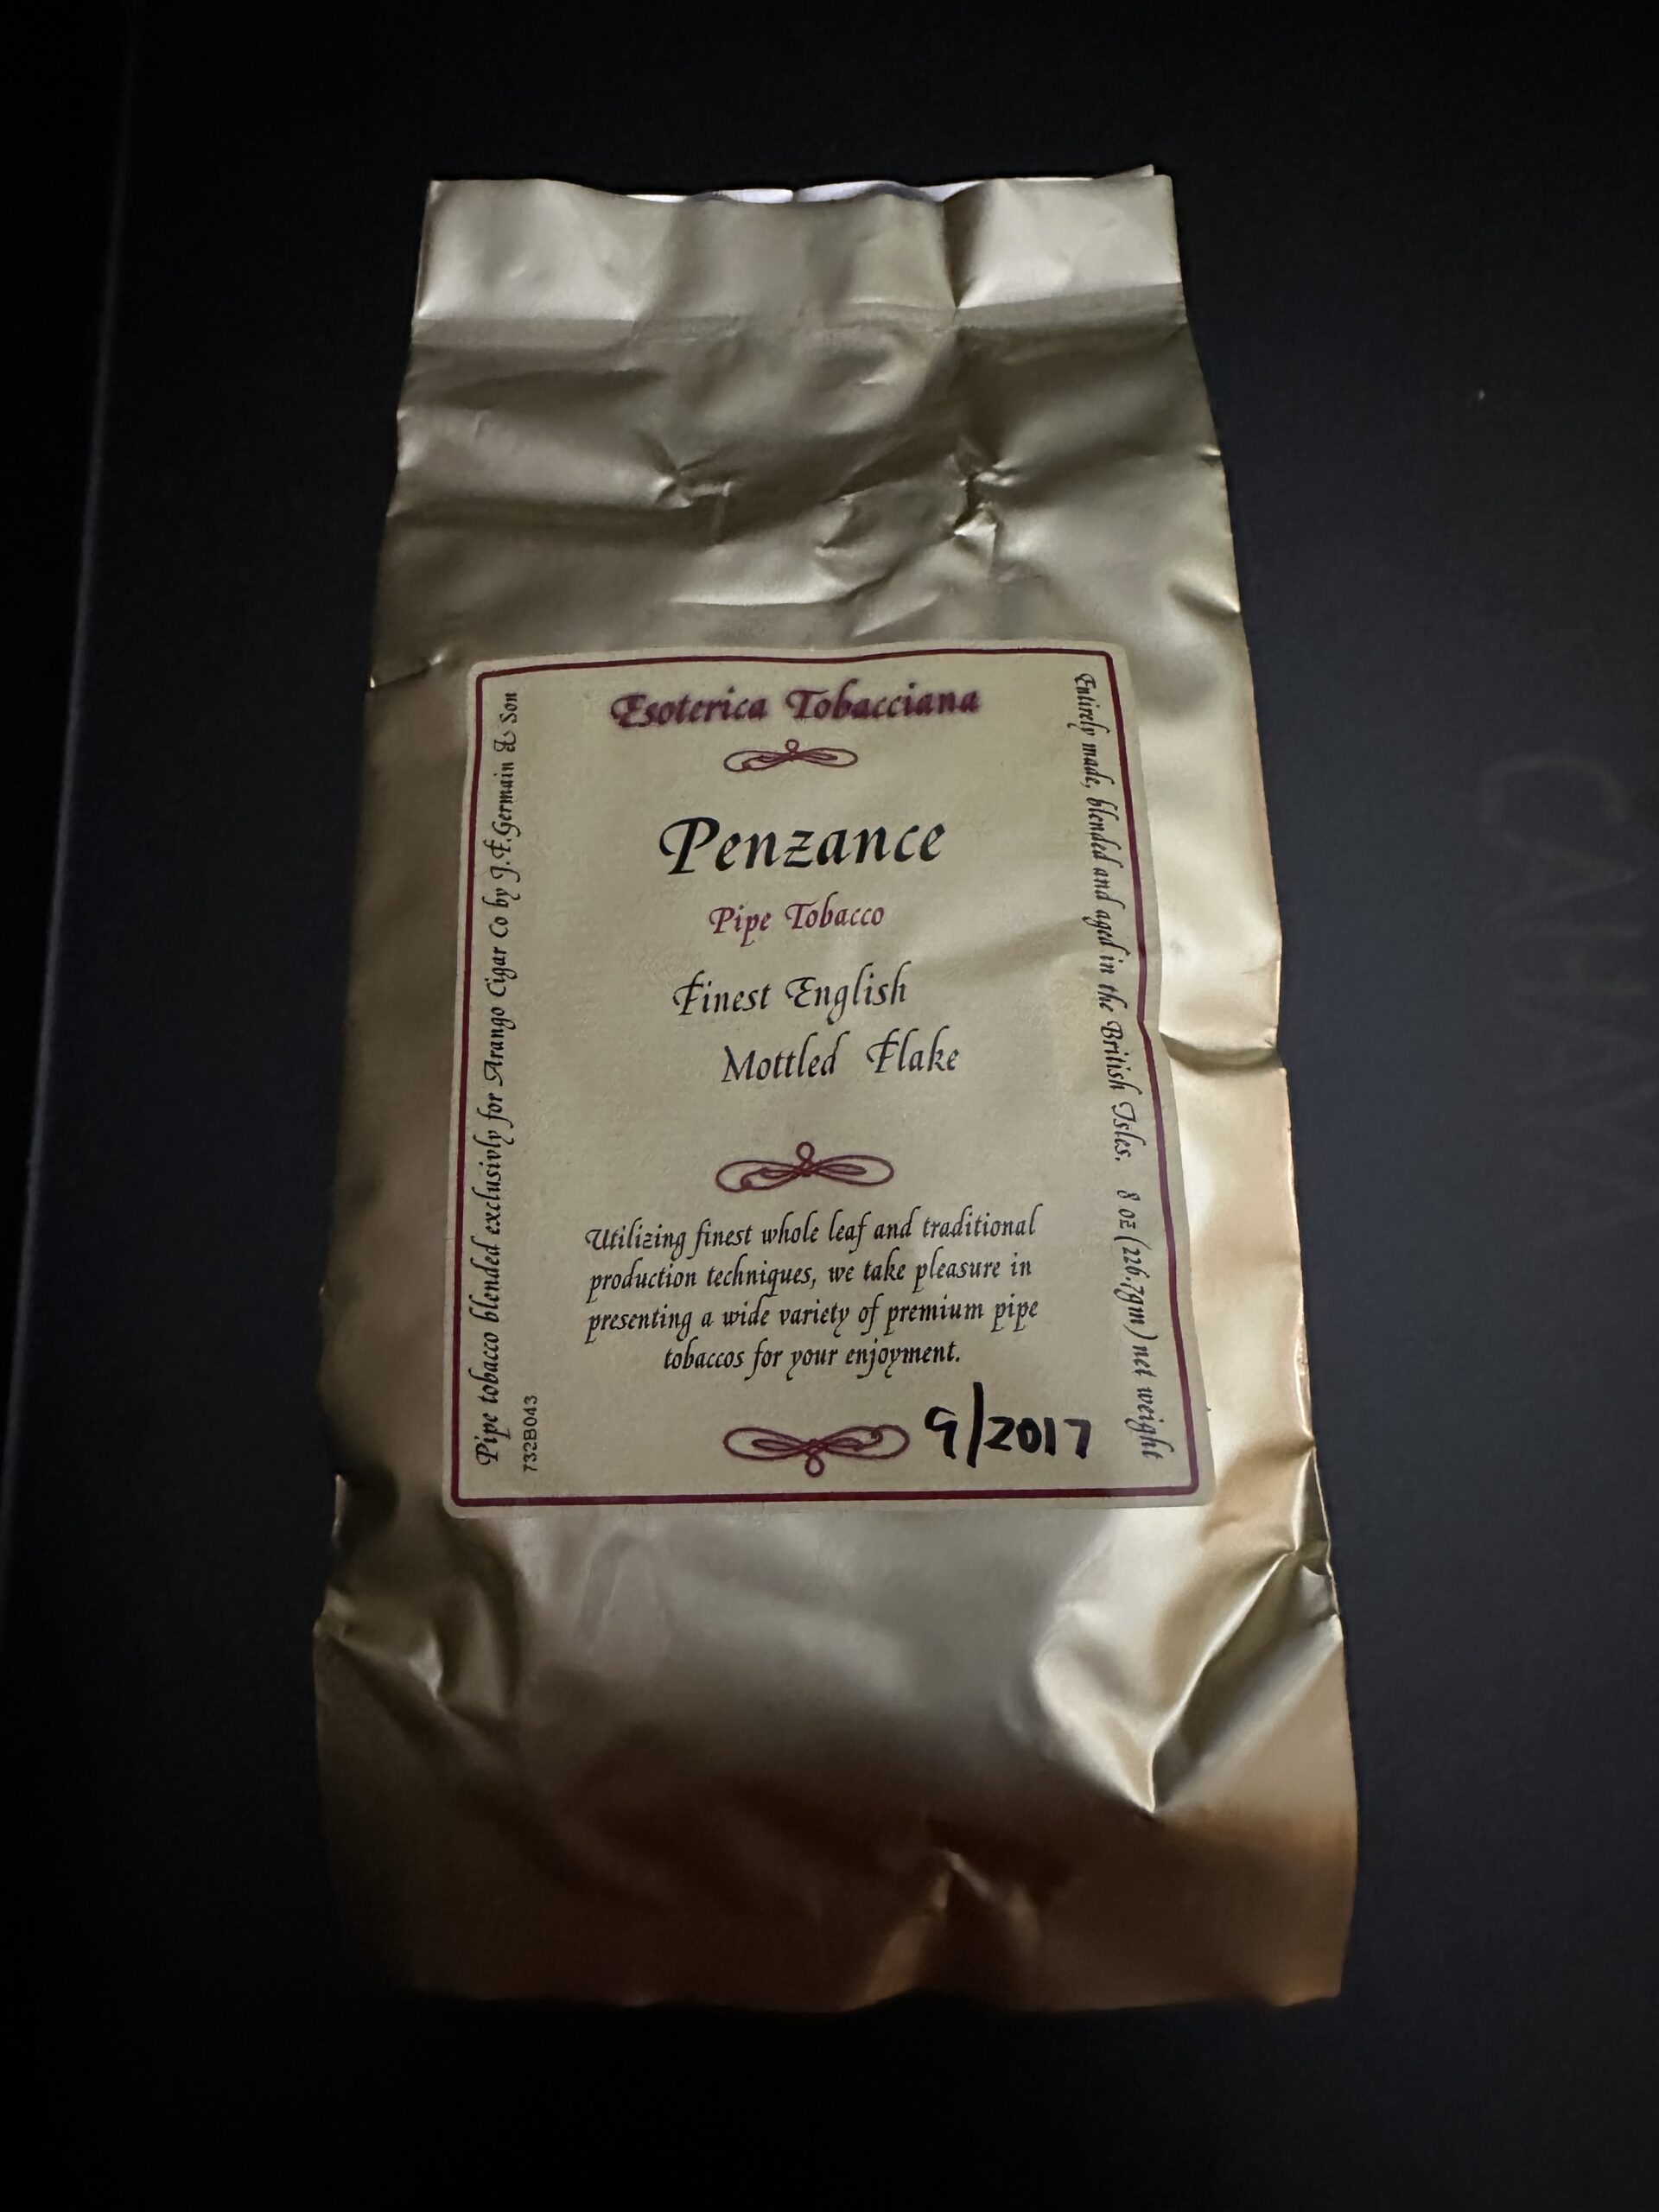 Esoterica Tobacciana
Penzance
Pipe Tobacco
Finest English
Mottled Flake
Utilizing finest whole leaf and traditional
production techniques, we take pleasure in
presenting a wide variety of premium pipe
tobaccos for your enjoyment.
9/2017
Pipe tobacco blended exclusivly for Arango Cigar Co by J.F.Germain & Son
732B043
Entirely made, blended and aged in the British Isles. 8 oz (226.7gm) net weight